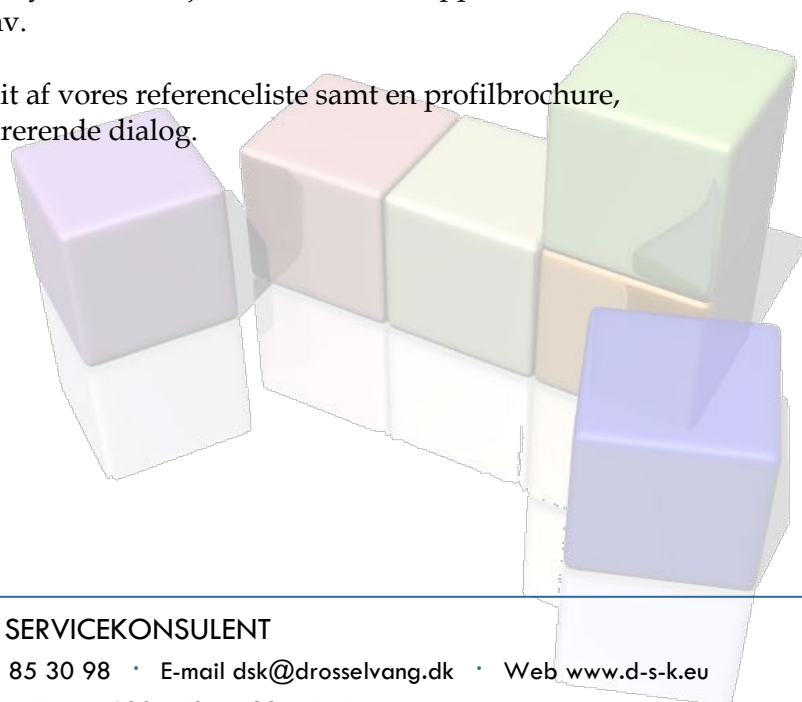 it af vores referenceliste samt en profilbrochure,
rerende dialog.
SERVICEKONSULENT
85 30 98 · E-mail dsk@drosselvang.dk · Web www.d-s-k.eu